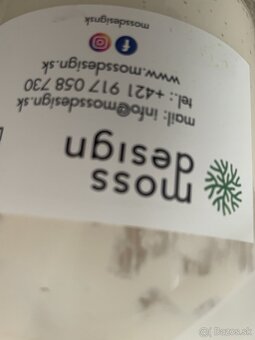 moss
design
mail: info@mossdesign.sk
tel.: +421 917 058 730
www.mossdesign.sk
mossdesignsk
© Bazos.sk